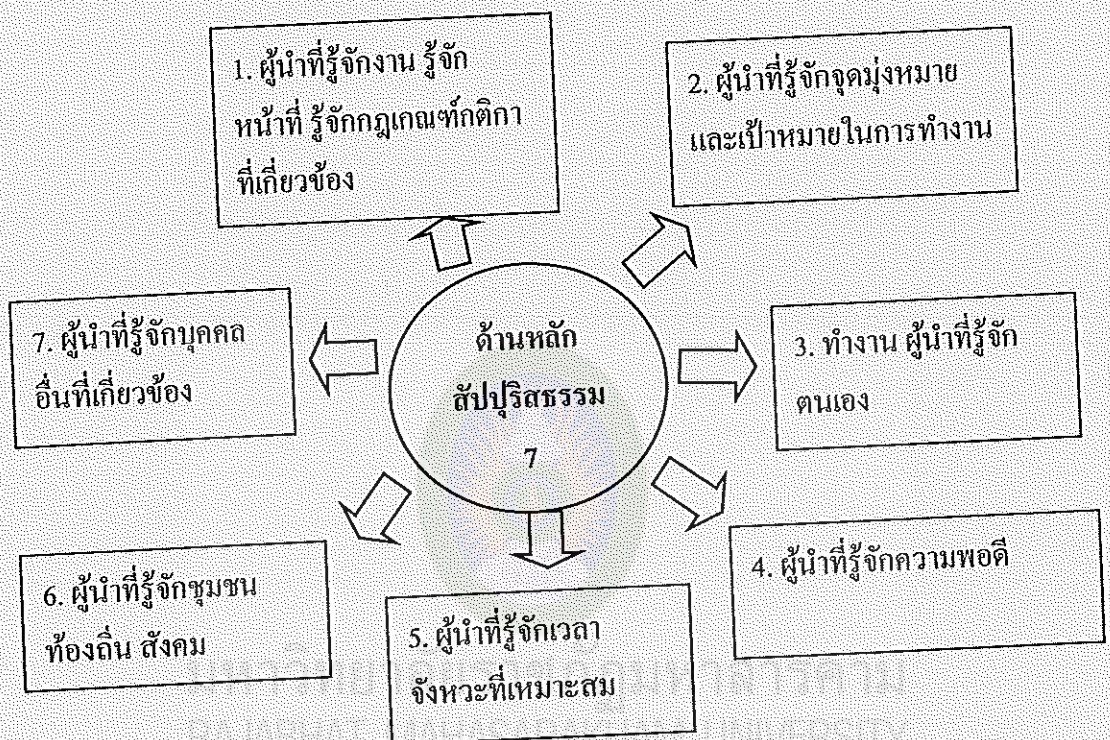 1. ผู้นำที่รู้จักงาน รู้จัก
หน้าที่ รู้จักกฎเกณฑ์กติกา
ที่เกี่ยวข้อง
2. ผู้นำที่รู้จักจุดมุ่งหมาย
และเป้าหมายในการทำงาน
7. ผู้นำที่รู้จักบุคคล
อื่นที่เกี่ยวข้อง
ด้านหลัก
สัปปุริสธรรม
7
3. ทำงาน ผู้นำที่รู้จัก
ตนเอง
6. ผู้นำที่รู้จักชุมชน
ท้องถิ่น สังคม
5. ผู้นำที่รู้จักเวลา
จังหวะที่เหมาะสม
4. ผู้นำที่รู้จักความพอดี